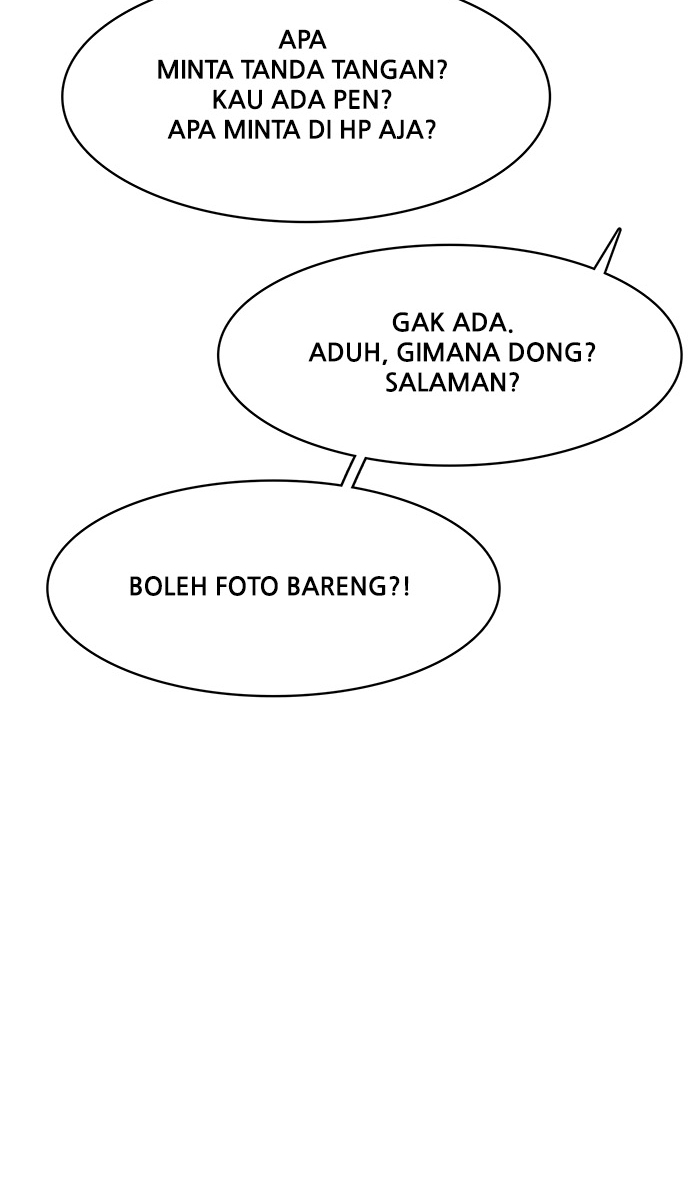 APA
MINTA TANDA TANGAN?
KAU ADA PEN?
APA MINTA DI HP AJA?
GAK ADA.
ADUH, GIMANA DONG?
SALAMAN?
BOLEH FOTO BARENG?!